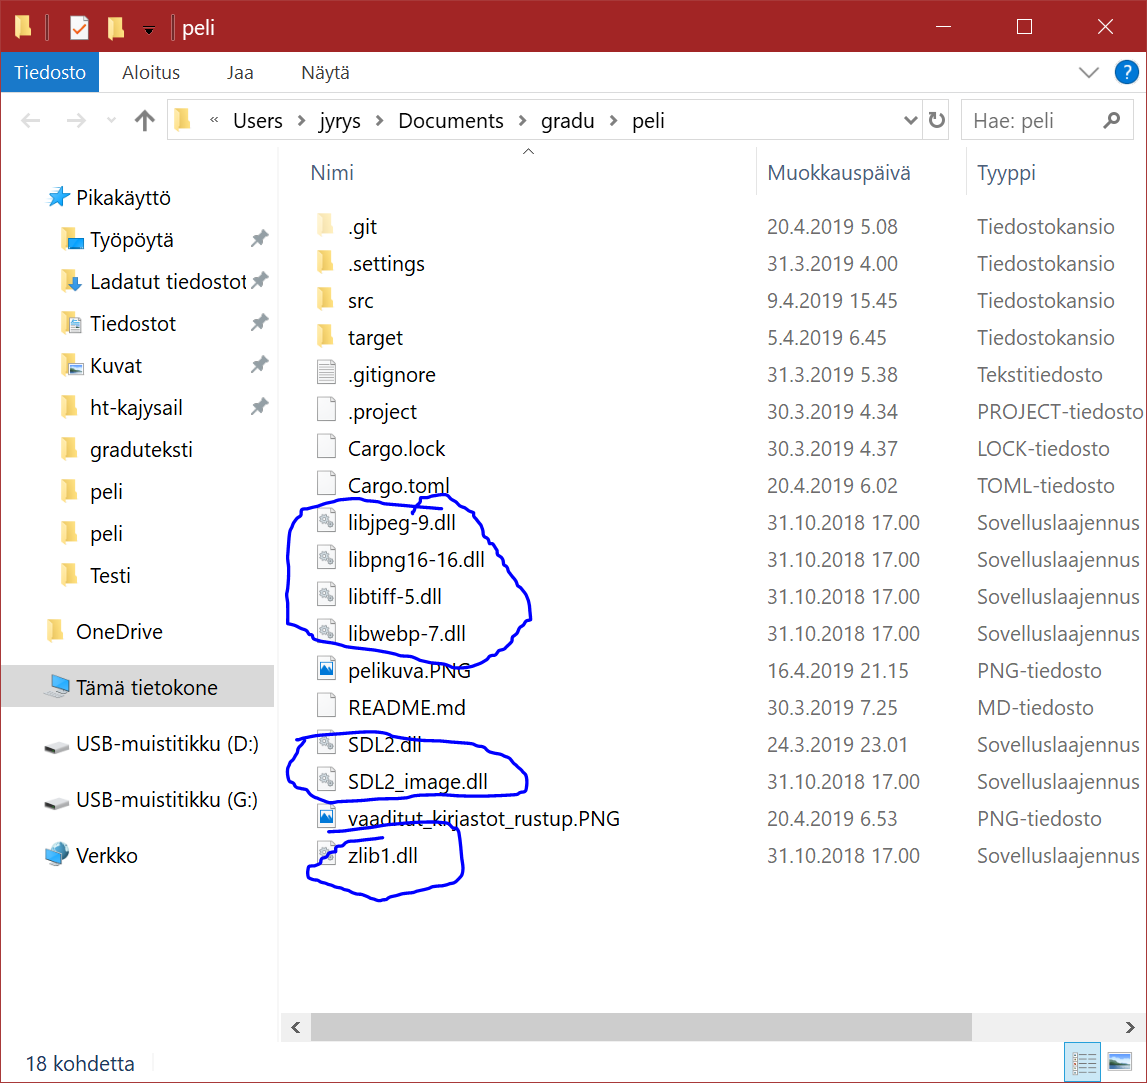 peli
Tiedosto Aloitus Jaa Näytä ?
« Users > jyrys > Documents > gradu > peli Hae: peli
Nimi Muokkauspäivä Tyyppi
Pikakäyttö
Työpöytä
Ladatut tiedostot
Tiedostot
Kuvat
ht-kajysail
graduteksti
peli
peli
Testi
OneDrive
Tämä tietokone
USB-muistitikku (D:)
USB-muistitikku (G:)
Verkko
.git 20.4.2019 5.08 Tiedostokansio
.settings 31.3.2019 4.00 Tiedostokansio
src 9.4.2019 15.45 Tiedostokansio
target 5.4.2019 6.45 Tiedostokansio
.gitignore 31.3.2019 5.38 Tekstitiedosto
.project 30.3.2019 4.34 PROJECT-tiedosto
Cargo.lock 30.3.2019 4.37 LOCK-tiedosto
Cargo.toml 20.4.2019 6.02 TOML-tiedosto
libjpeg-9.dll 31.10.2018 17.00 Sovelluslaajennus
libpng16-16.dll 31.10.2018 17.00 Sovelluslaajennus
libtiff-5.dll 31.10.2018 17.00 Sovelluslaajennus
libwebp-7.dll 31.10.2018 17.00 Sovelluslaajennus
pelikuva.PNG 16.4.2019 21.15 PNG-tiedosto
README.md 30.3.2019 7.25 MD-tiedosto
SDL2.dll 24.3.2019 23.01 Sovelluslaajennus
SDL2_image.dll 31.10.2018 17.00 Sovelluslaajennus
vaaditut_kirjastot_rustup.PNG 20.4.2019 6.53 PNG-tiedosto
zlib1.dll 31.10.2018 17.00 Sovelluslaajennus
18 kohdetta